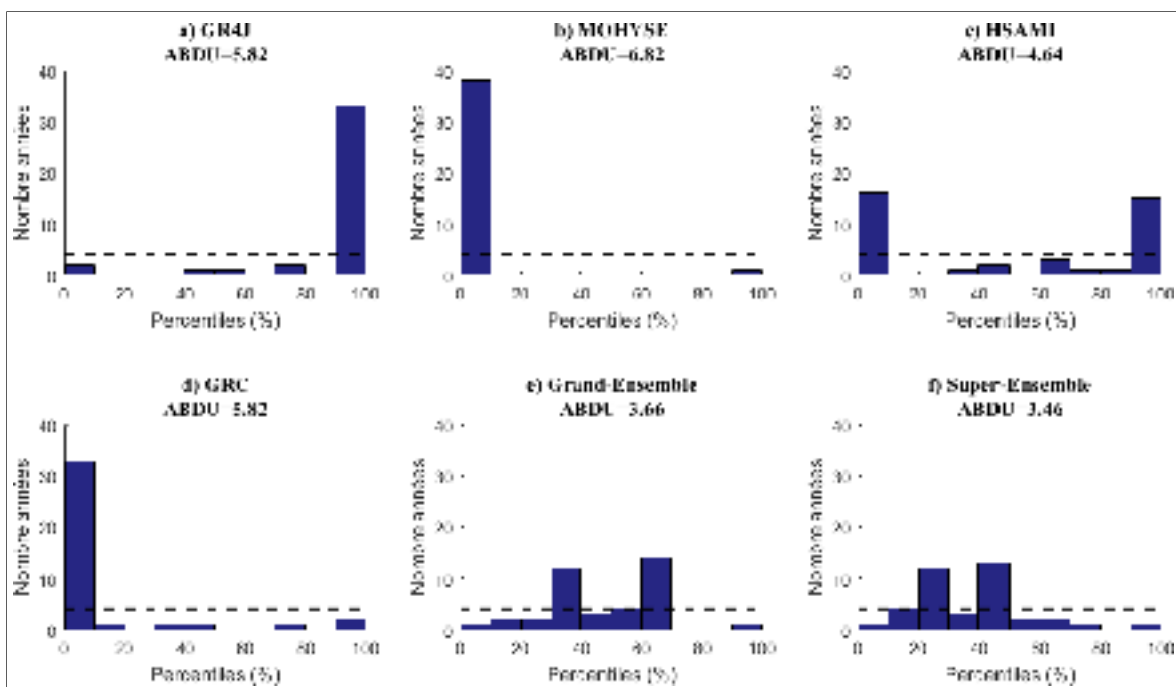 a) GR4J
ABDU=5.82
b) MOHYSE
ABDU=6.82
c) HSAMI
ABDU=4.64
Nombre années
40
30
20
10
0
0 20 40 60 80 100
Percentiles (%)
Nombre années
40
30
20
10
0
0 20 40 60 80 100
Percentiles (%)
Nombre années
40
30
20
10
0
0 20 40 60 80 100
Percentiles (%)
d) GRC
ABDU=5.82
e) Grand-Ensemble
ABDU=3.66
f) Super-Ensemble
ABDU=3.46
Nombre années
40
30
20
10
0
0 20 40 60 80 100
Percentiles (%)
Nombre années
40
30
20
10
0
0 20 40 60 80 100
Percentiles (%)
Nombre années
40
30
20
10
0
0 20 40 60 80 100
Percentiles (%)